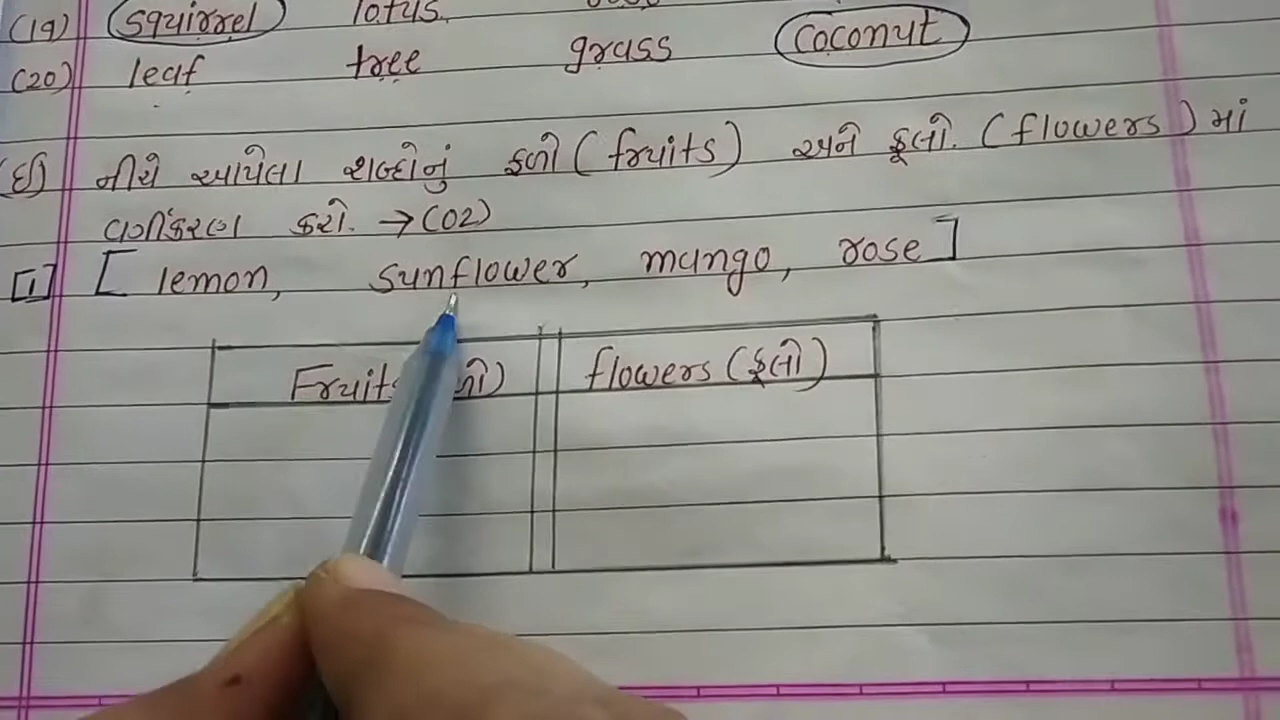 (19) squirrel lotus
(20) leaf tree grass coconut
(ઈ) નીચે આપેલા શબ્દોનું ફળો (fruits) અને ફૂલો. (flowers) માં
વર્ગીકરણ કરો. → (02)
[1] [ lemon, sunflower, mango, rose ]
flowers (ફૂલો)